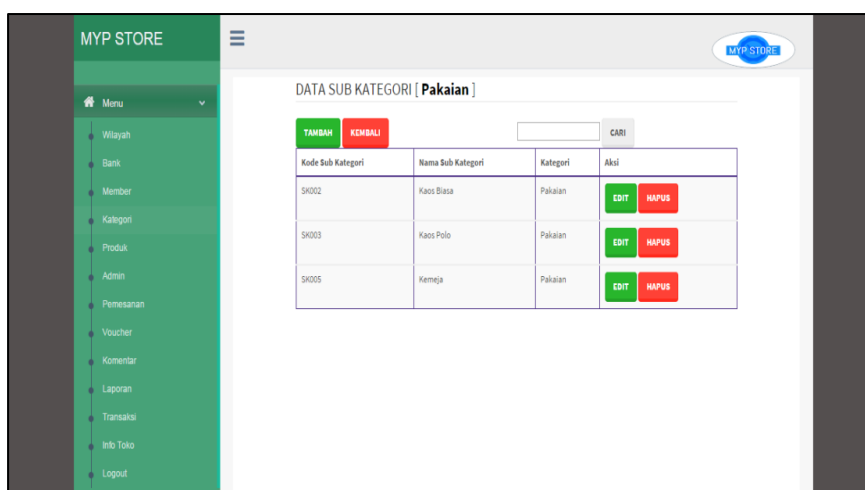 MYP STORE
MYP STORE
Menu
Wilayah
Bank
Member
Kategori
Produk
Admin
Pemesanan
Voucher
Komentar
Laporan
Transaksi
Info Toko
Logout
DATA SUB KATEGORI [ Pakaian ]
TAMBAH KEMBALI CARI
Kode Sub Kategori Nama Sub Kategori Kategori Aksi
SK002 Kaos Biasa Pakaian EDIT HAPUS
SK003 Kaos Polo Pakaian EDIT HAPUS
SK005 Kemeja Pakaian EDIT HAPUS